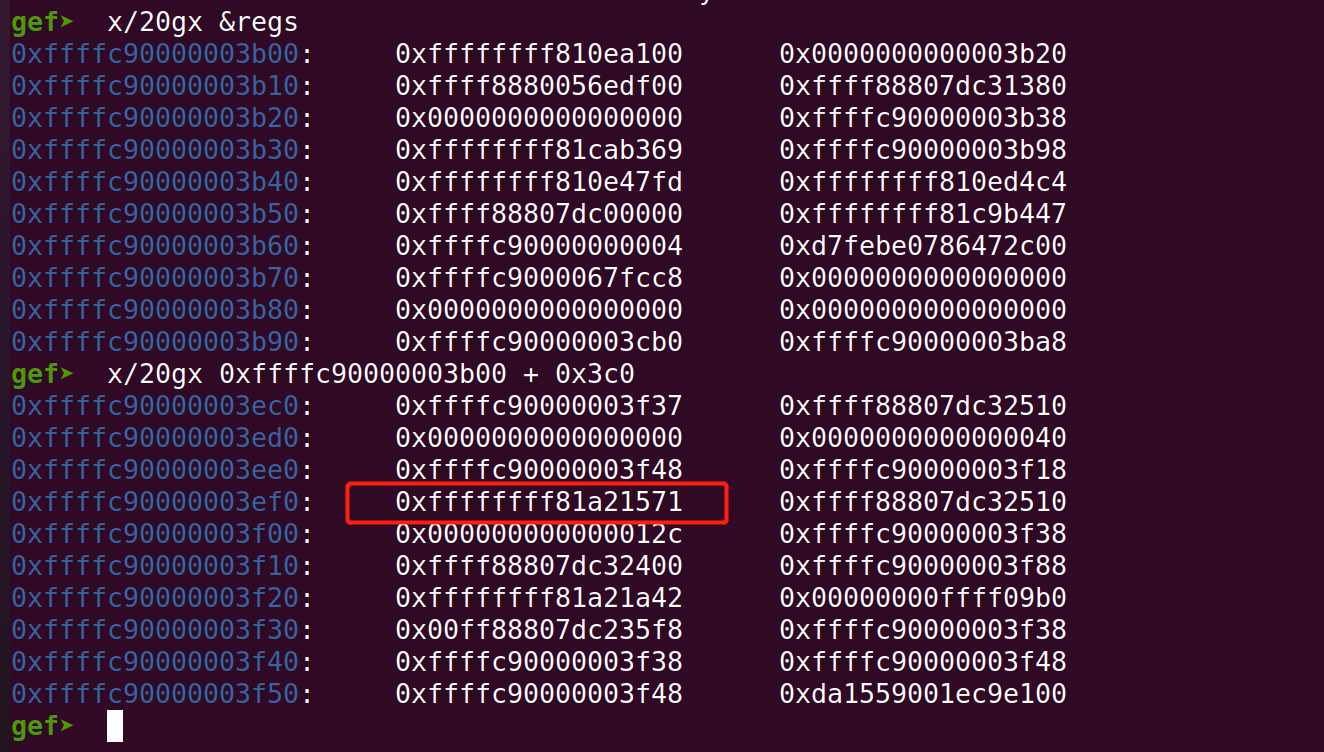 gef➤  x/20gx &regs
0xffffc90000003b00: 0xffffffff810ea100 0x0000000000003b20
0xffffc90000003b10: 0xffff8880056edf00 0xffff88807dc31380
0xffffc90000003b20: 0x0000000000000000 0xffffc90000003b38
0xffffc90000003b30: 0xffffffff81cab369 0xffffc90000003b98
0xffffc90000003b40: 0xffffffff810e47fd 0xffffffff810ed4c4
0xffffc90000003b50: 0xffff88807dc00000 0xffffffff81c9b447
0xffffc90000003b60: 0xffffc90000000004 0xd7febe0786472c00
0xffffc90000003b70: 0xffffc9000067fcc8 0x0000000000000000
0xffffc90000003b80: 0x0000000000000000 0x0000000000000000
0xffffc90000003b90: 0xffffc90000003cb0 0xffffc90000003ba8
gef➤  x/20gx 0xffffc90000003b00 + 0x3c0
0xffffc90000003ec0: 0xffffc90000003f37 0xffff88807dc32510
0xffffc90000003ed0: 0x0000000000000000 0x0000000000000040
0xffffc90000003ee0: 0xffffc90000003f48 0xffffc90000003f18
0xffffc90000003ef0: 0xffffffff81a21571 0xffff88807dc32510
0xffffc90000003f00: 0x000000000000012c 0xffffc90000003f38
0xffffc90000003f10: 0xffff88807dc32400 0xffffc90000003f88
0xffffc90000003f20: 0xffffffff81a21a42 0x00000000ffff09b0
0xffffc90000003f30: 0x00ff88807dc235f8 0xffffc90000003f38
0xffffc90000003f40: 0xffffc90000003f38 0xffffc90000003f48
0xffffc90000003f50: 0xffffc90000003f48 0xda1559001ec9e100
gef➤